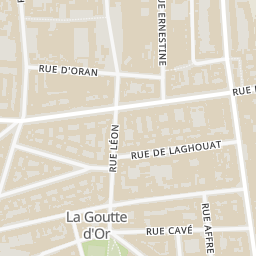 RUE ERNESTINE
RUE D'ORAN
RUE
RUE LÉON
RUE DE LAGHOUAT
La Goutte
d'Or
RUE CAVÉ
RUE AFFRE